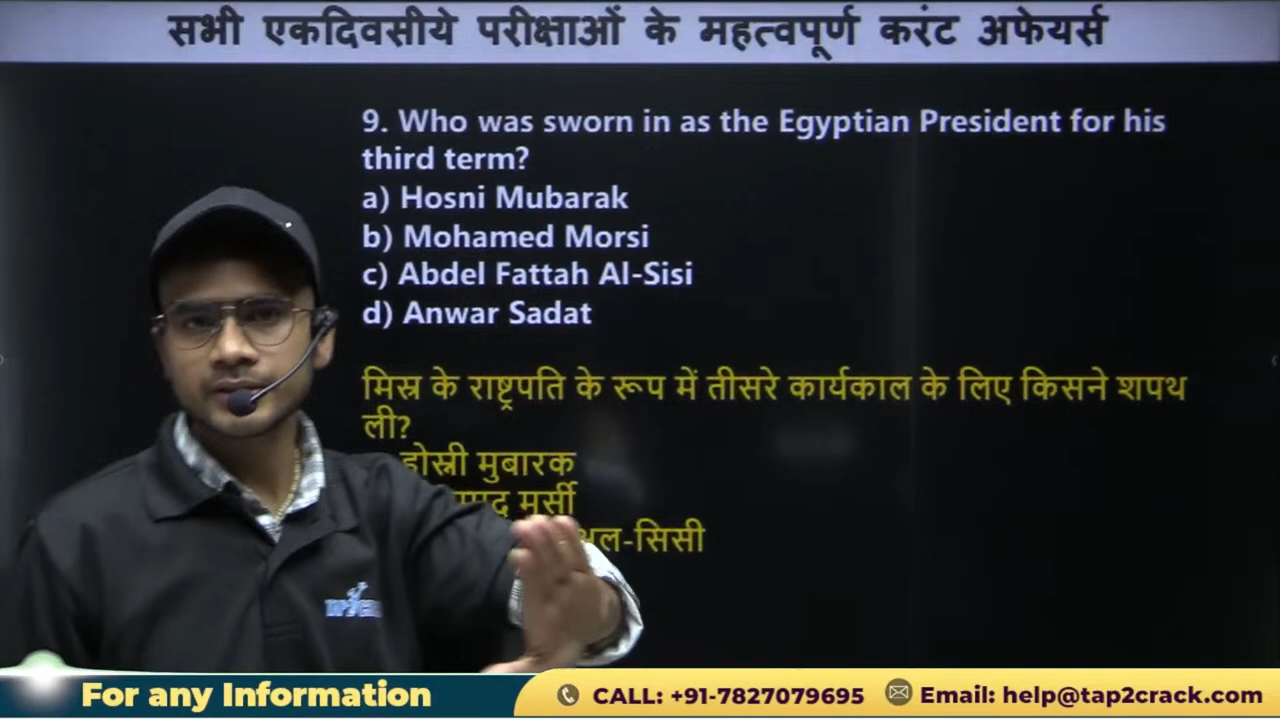 सभी एकदिवसीये परीक्षाओं के महत्वपूर्ण करंट अफेयर्स
9. Who was sworn in as the Egyptian President for his
third term?
a) Hosni Mubarak
b) Mohamed Morsi
c) Abdel Fattah Al-Sisi
d) Anwar Sadat
मिस्र के राष्ट्रपति के रूप में तीसरे कार्यकाल के लिए किसने शपथ
ली?
होस्नी मुबारक
मुर्सी
अल-सिसी
For any Information
CALL: +91-7827079695
Email: help@tap2crack.com